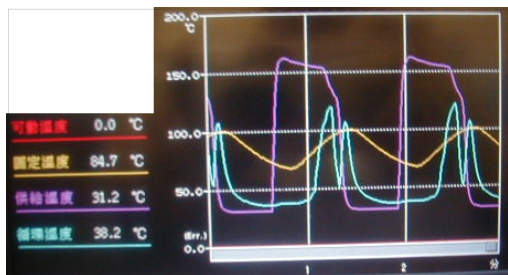 200.0
℃
150.0
100.0
50.0
(Err.)
0.0
1 2 分
可動温度 0.0 ℃
固定温度 84.7 ℃
供給温度 31.2 ℃
循環温度 38.2 ℃